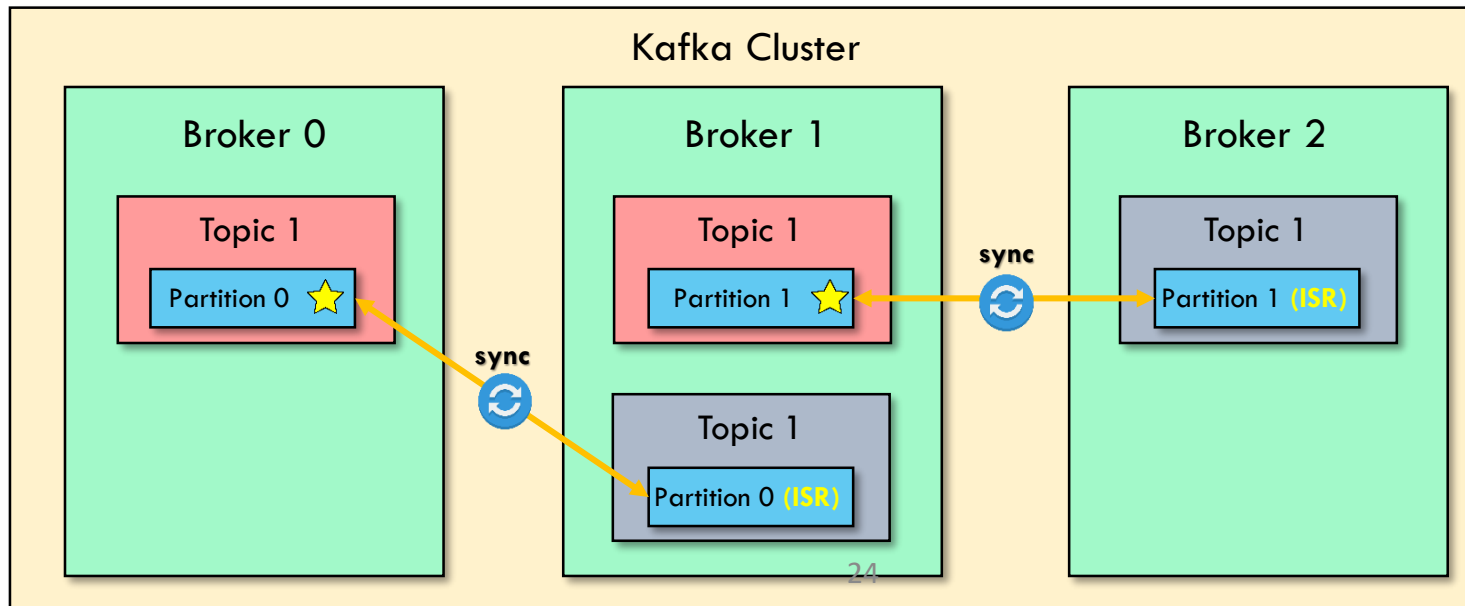 Kafka Cluster
Broker 0
Topic 1
Partition 0
sync
Broker 1
Topic 1
Partition 1
Topic 1
Partition 0 (ISR)
sync
Broker 2
Topic 1
Partition 1 (ISR)
24